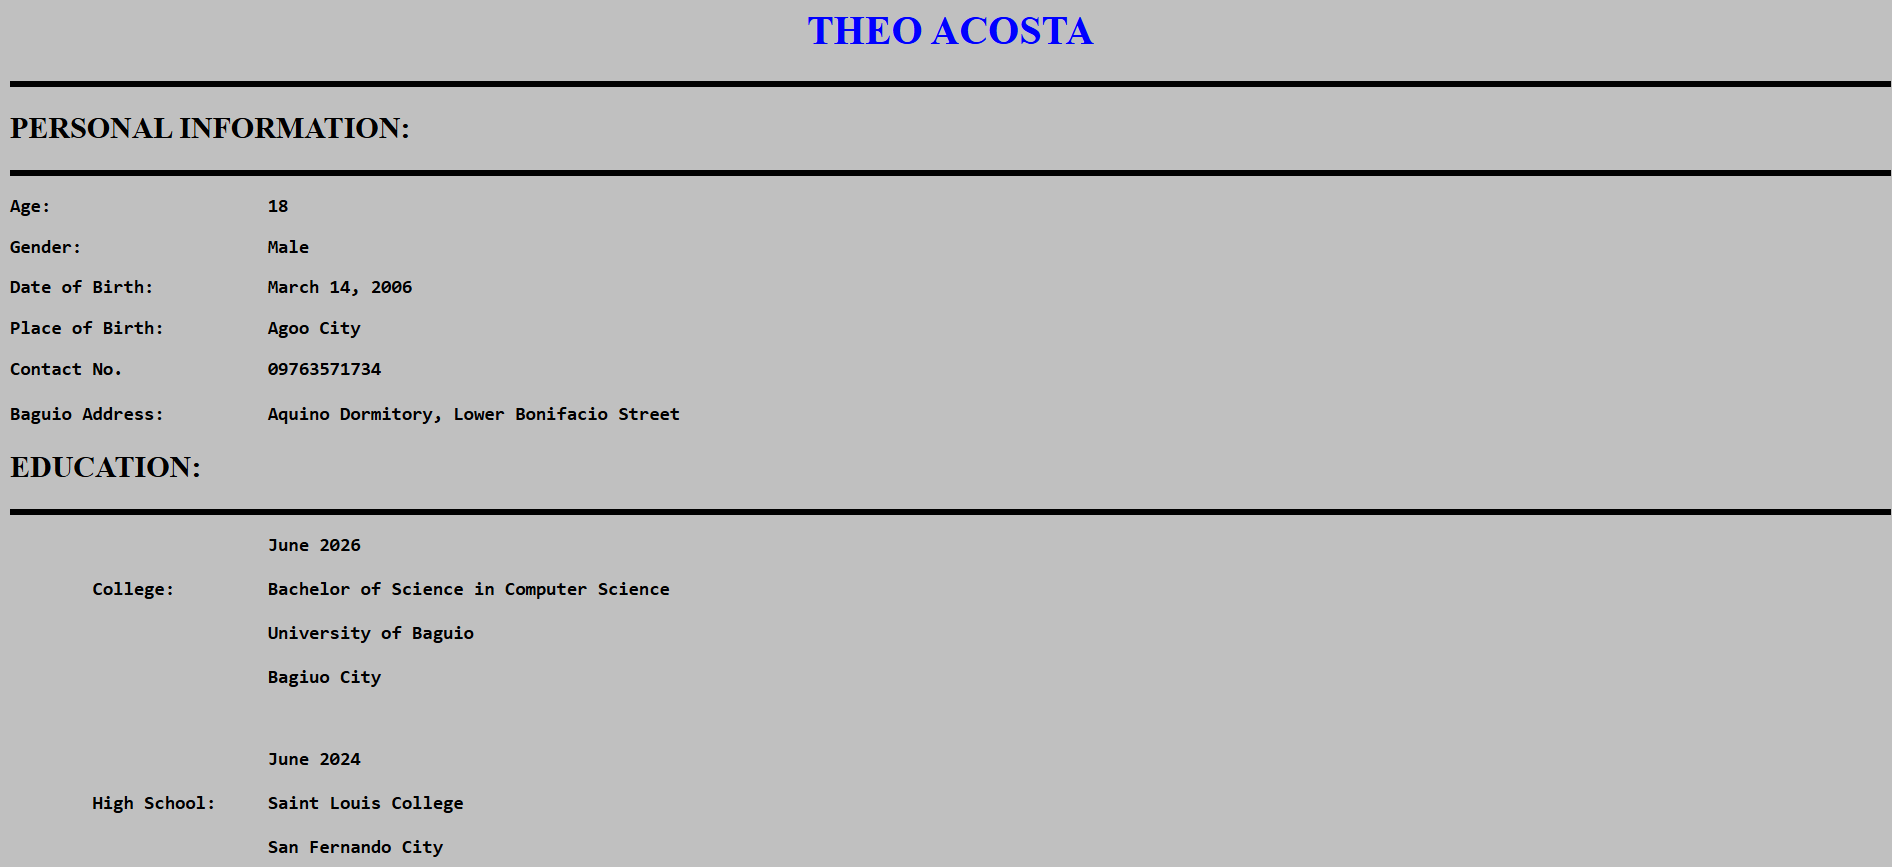 THEO ACOSTA
PERSONAL INFORMATION:
Age: 18
Gender: Male
Date of Birth: March 14, 2006
Place of Birth: Agoo City
Contact No. 09763571734
Baguio Address: Aquino Dormitory, Lower Bonifacio Street
EDUCATION:
June 2026
College: Bachelor of Science in Computer Science
University of Baguio
Bagiuo City
June 2024
High School: Saint Louis College
San Fernando City